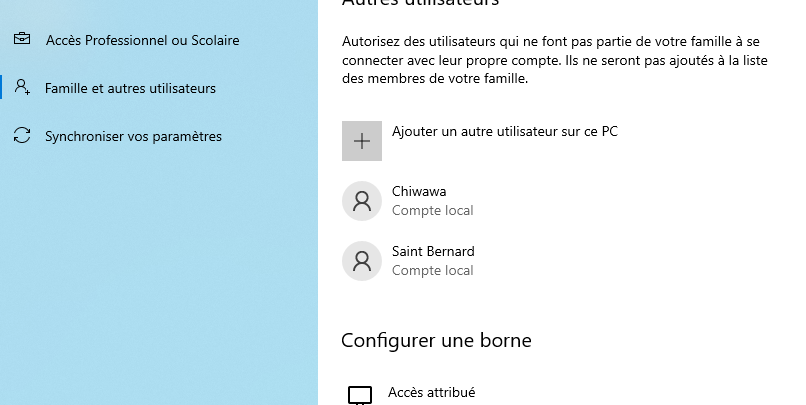 Autres utilisateurs
Accès Professionnel ou Scolaire
Famille et autres utilisateurs
Synchroniser vos paramètres
Autorisez des utilisateurs qui ne font pas partie de votre famille à se
connecter avec leur propre compte. Ils ne seront pas ajoutés à la liste
des membres de votre famille.
Ajouter un autre utilisateur sur ce PC
Chiwawa
Compte local
Saint Bernard
Compte local
Configurer une borne
Accès attribué